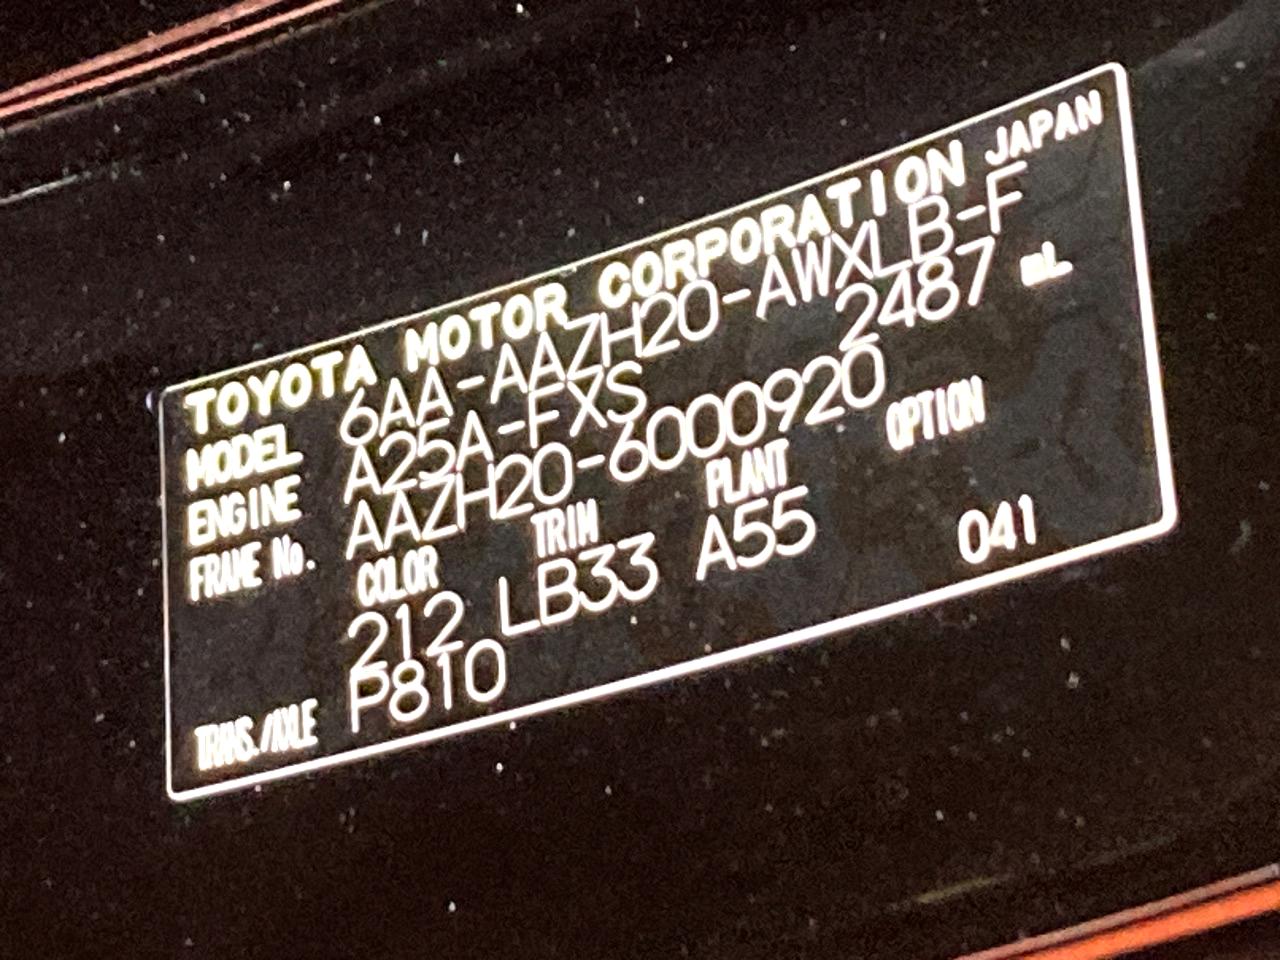 TOYOTA MOTOR CORPORATION JAPAN
MODEL 6AA-AAZH20-AWXLB-F
ENGINE A25A-FXS 2487 mL
FRAME No. AAZH20-6000920
COLOR TRIM PLANT OPTION
212 LB33 A55 041
TRANS./AXLE P810